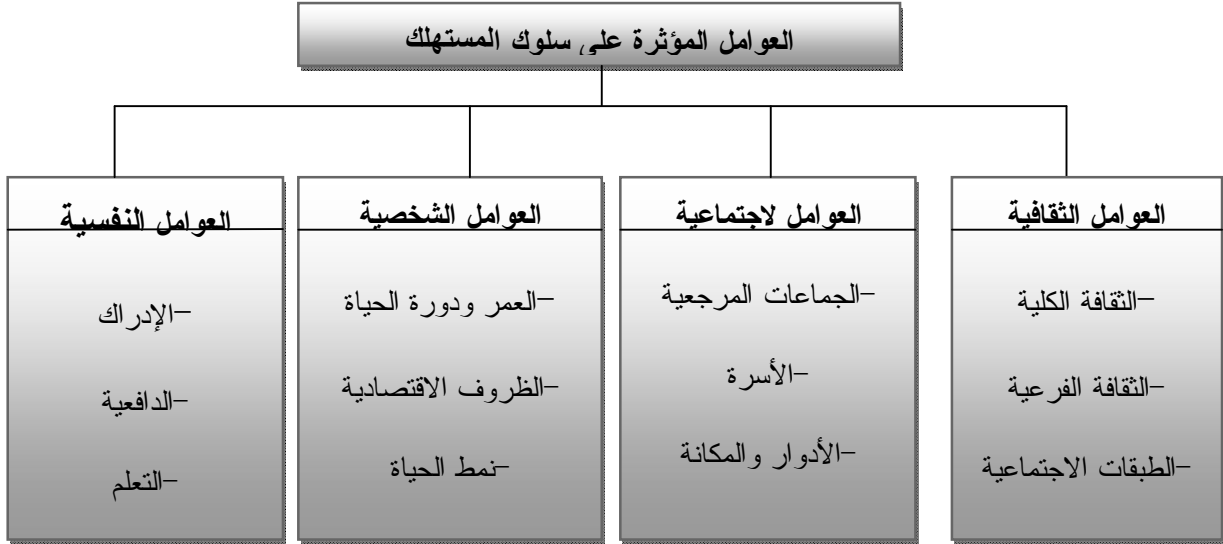 العوامل المؤثرة على سلوك المستهلك
العوامل الثقافية
-الثقافة الكلية
-الثقافة الفرعية
-الطبقات الاجتماعية
العوامل لاجتماعية
-الجماعات المرجعية
-الأسرة
-الأدوار والمكانة
العوامل الشخصية
-العمر ودورة الحياة
-الظروف الاقتصادية
-نمط الحياة
العوامل النفسية
-الإدراك
-الدافعية
-التعلم